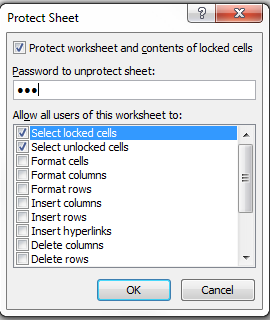 Protect Sheet
Protect worksheet and contents of locked cells
Password to unprotect sheet:
●●●
Allow all users of this worksheet to:
Select locked cells
Select unlocked cells
Format cells
Format columns
Format rows
Insert columns
Insert rows
Insert hyperlinks
Delete columns
Delete rows
OK Cancel